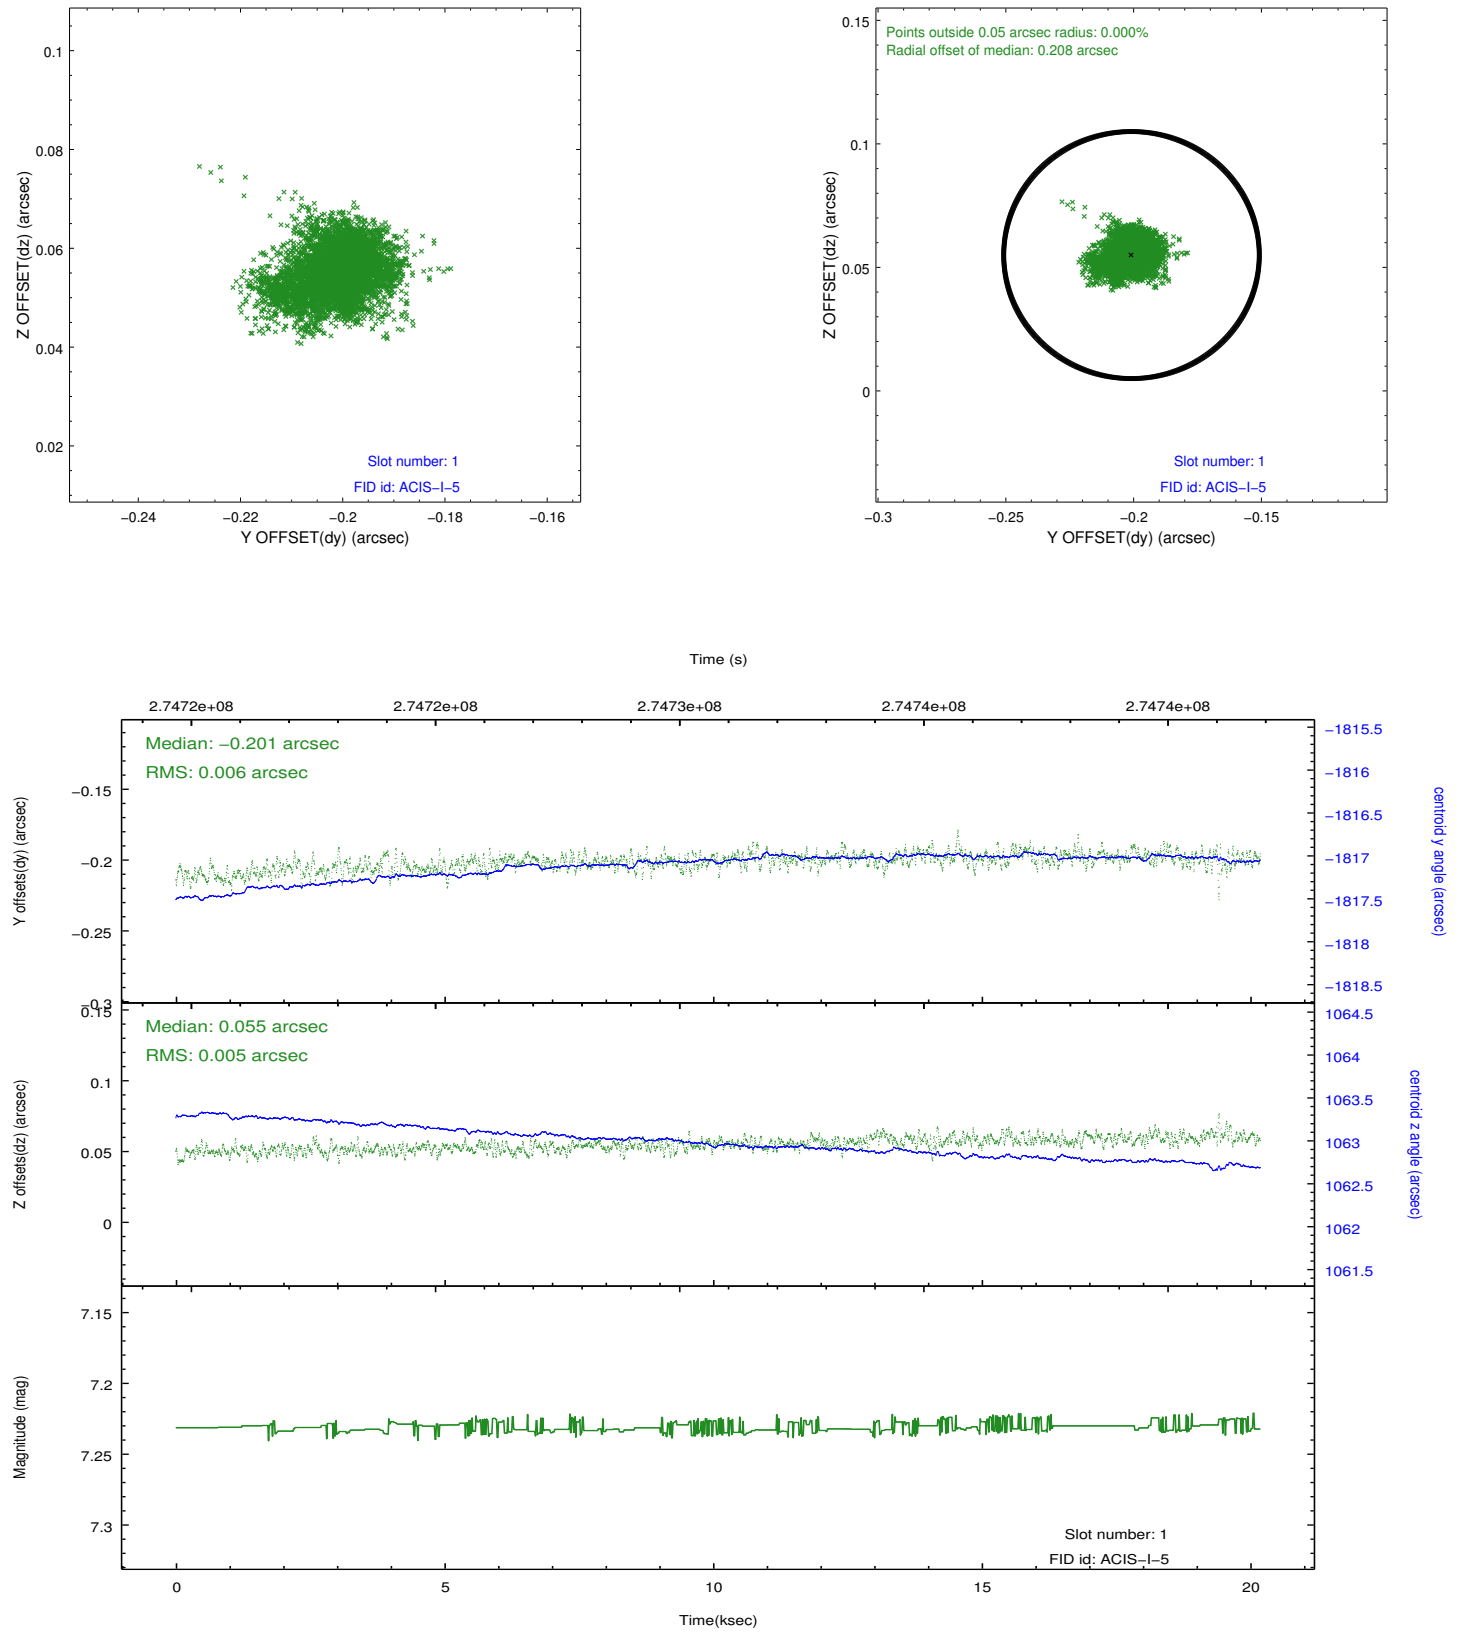 0.1
0.08
0.06
0.04
0.02
Z OFFSET(dz) (arcsec)
Slot number: 1
FID id: ACIS−I−5
−0.24 −0.22 −0.2 −0.18 −0.16
Y OFFSET(dy) (arcsec)
Points outside 0.05 arcsec radius: 0.000%
Radial offset of median: 0.208 arcsec
0.15
0.1
0.05
0
Z OFFSET(dz) (arcsec)
Slot number: 1
FID id: ACIS−I−5
−0.3 −0.25 −0.2 −0.15
Y OFFSET(dy) (arcsec)
Time (s)
2.7472e+08 2.7472e+08 2.7473e+08 2.7474e+08 2.7474e+08
Median: −0.201 arcsec
RMS: 0.006 arcsec
−0.15
−0.2
−0.25
−0.3
Y offsets(dy) (arcsec)
−1815.5
−1816
−1816.5
−1817
−1817.5
−1818
−1818.5
centroid y angle (arcsec)
Median: 0.055 arcsec
RMS: 0.005 arcsec
0.15
0.1
0.05
0
Z offsets(dz) (arcsec)
1064.5
1064
1063.5
1063
1062.5
1062
1061.5
centroid z angle (arcsec)
7.15
7.2
7.25
7.3
Magnitude (mag)
Slot number: 1
FID id: ACIS−I−5
0 5 10 15 20
Time(ksec)